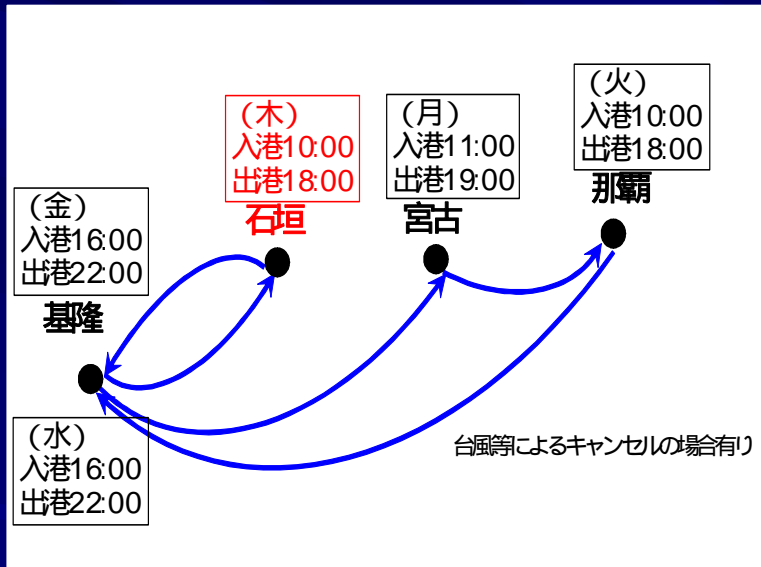 (火)
入港10:00
出港18:00
那覇
(木)
入港10:00
出港18:00
石垣
(月)
入港11:00
出港19:00
宮古
(金)
入港16:00
出港22:00
基隆
(水)
入港16:00
出港22:00
台風等によるキャンセルの場合有り